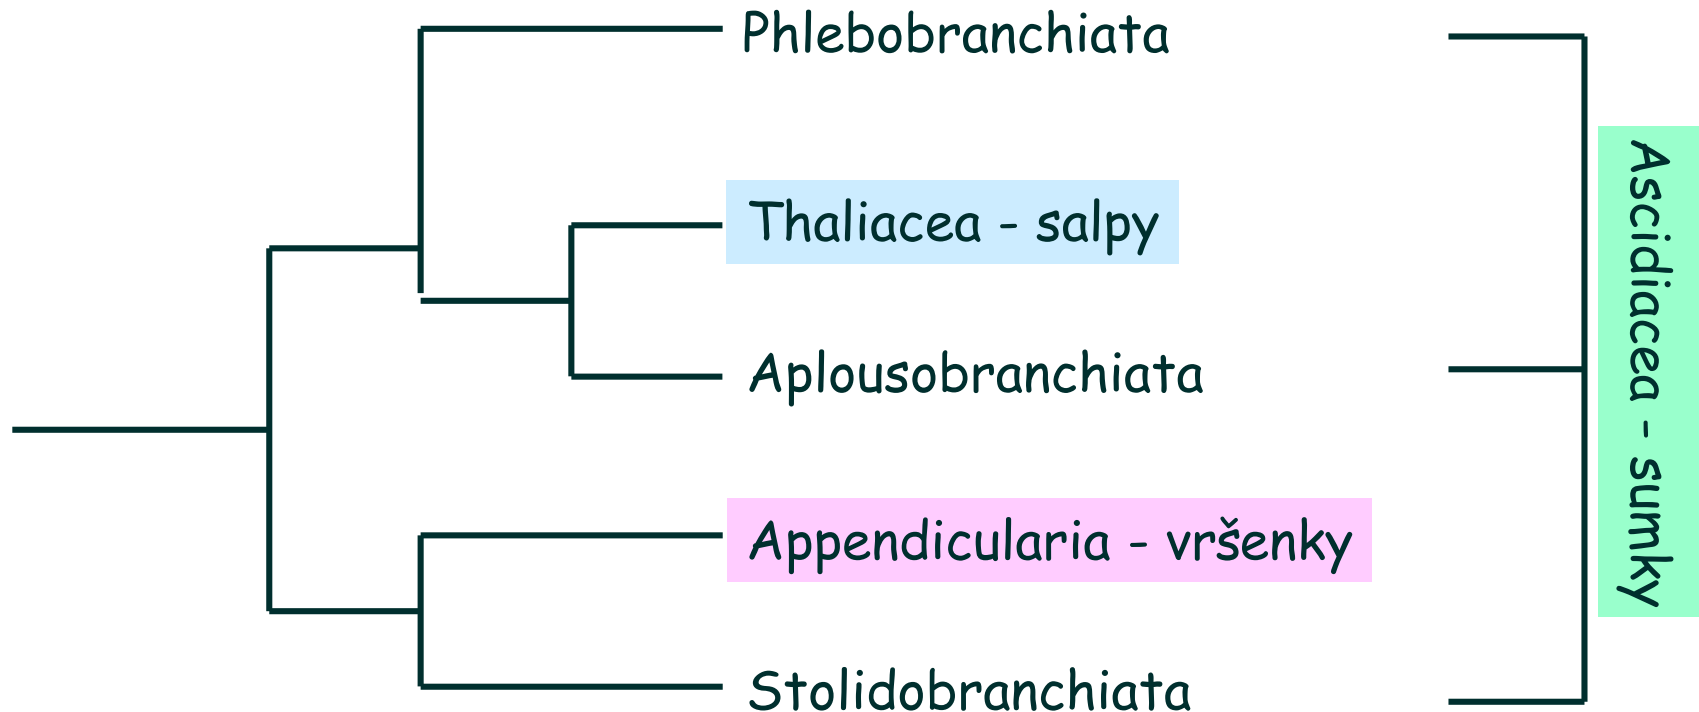 Phlebobranchiata
Thaliacea - salpy
Aplousobranchiata
Appendicularia - vršenky
Stolidobranchiata
Ascidiacea - sumky